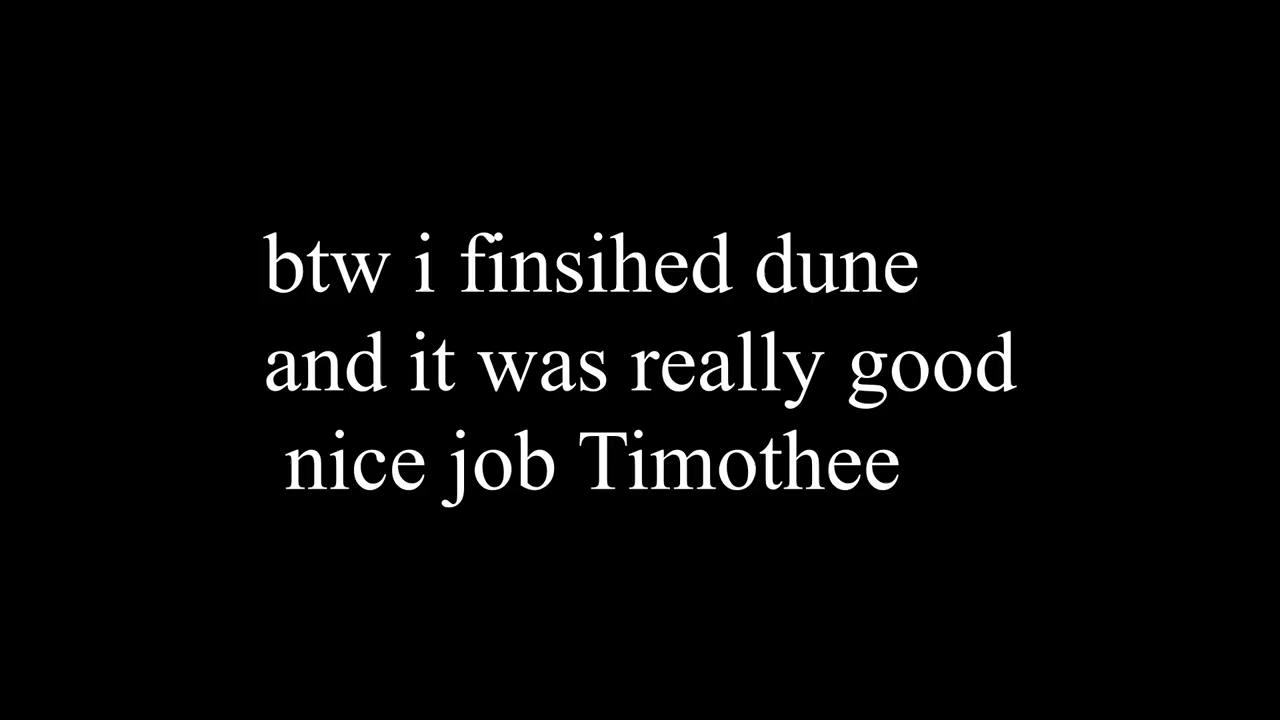 btw i finsihed dune
and it was really good
nice job Timothee